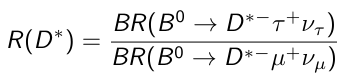 R(D*) = BR(B⁰ → D*⁻τ⁺ν_τ) / BR(B⁰ → D*⁻μ⁺ν_μ)